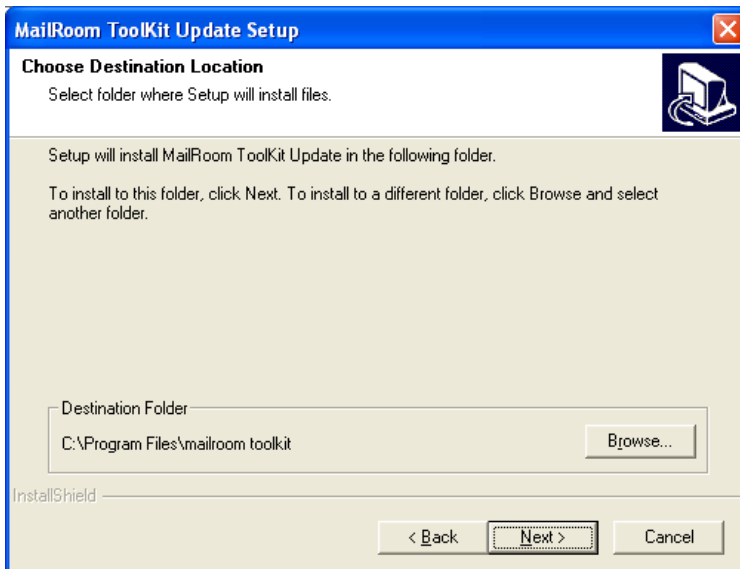 MailRoom ToolKit Update Setup
Choose Destination Location
Select folder where Setup will install files.
Setup will install MailRoom ToolKit Update in the following folder.
To install to this folder, click Next. To install to a different folder, click Browse and select
another folder.
Destination Folder
C:\Program Files\mailroom toolkit
Browse...
InstallShield
< Back
Next >
Cancel